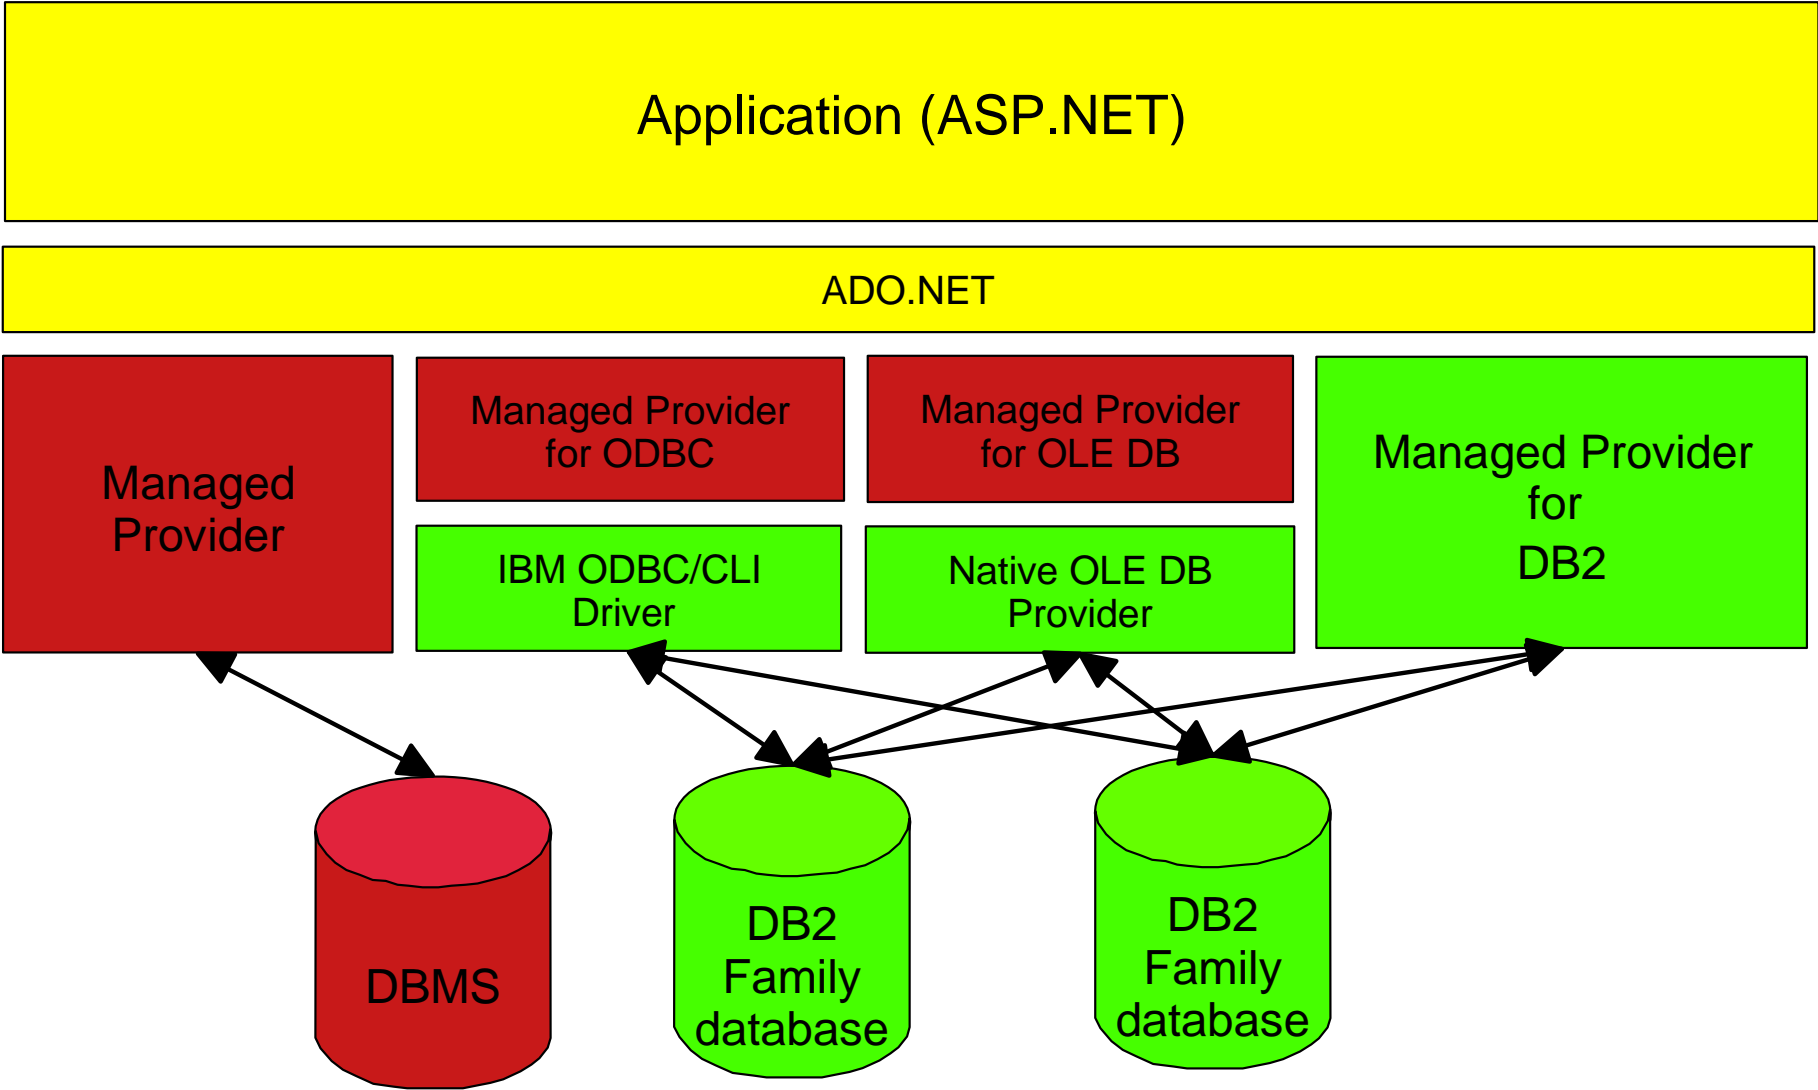 Application (ASP.NET)
ADO.NET
Managed
Provider
Managed Provider
for ODBC
Managed Provider
for OLE DB
Managed Provider
for
DB2
IBM ODBC/CLI
Driver
Native OLE DB
Provider
DBMS
DB2
Family
database
DB2
Family
database